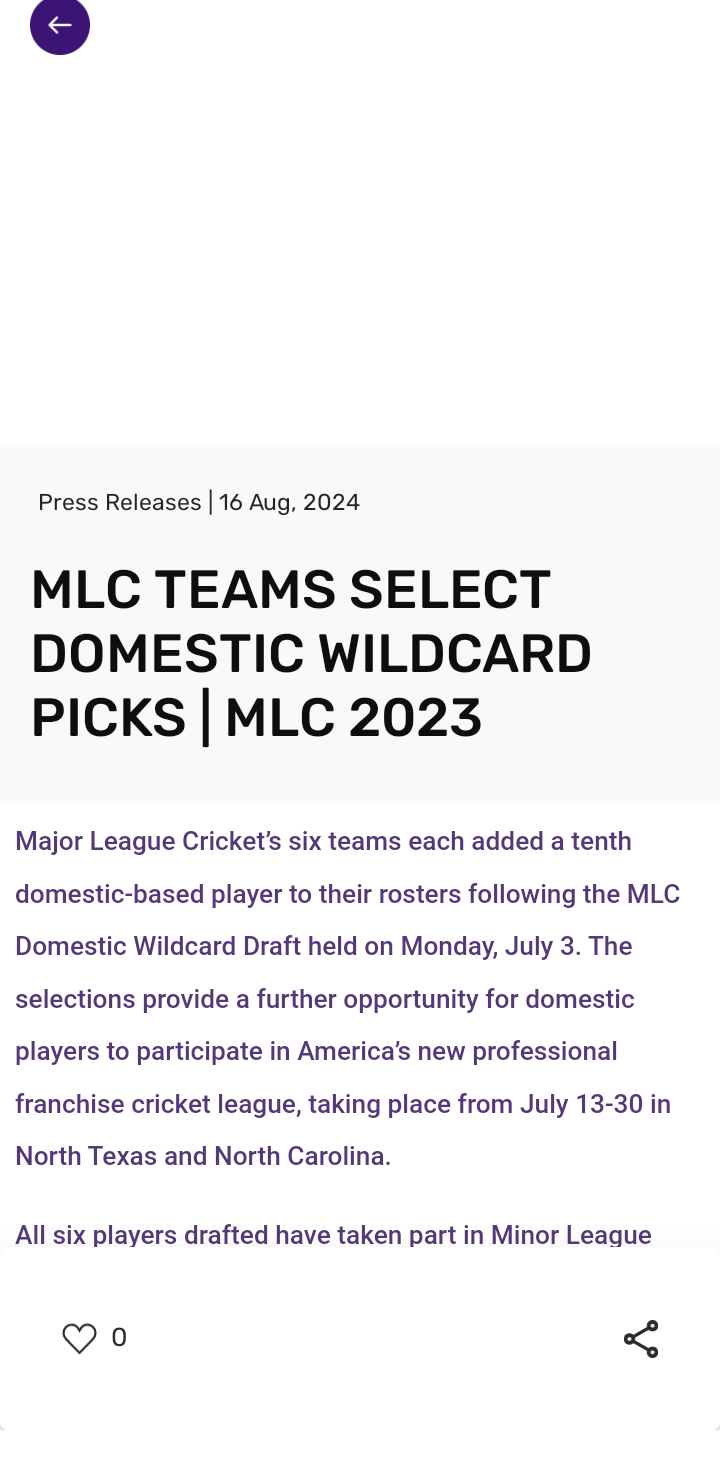 Press Releases | 16 Aug, 2024
MLC TEAMS SELECT
DOMESTIC WILDCARD
PICKS | MLC 2023
Major League Cricket’s six teams each added a tenth
domestic-based player to their rosters following the MLC
Domestic Wildcard Draft held on Monday, July 3. The
selections provide a further opportunity for domestic
players to participate in America’s new professional
franchise cricket league, taking place from July 13-30 in
North Texas and North Carolina.
All six players drafted have taken part in Minor League
0